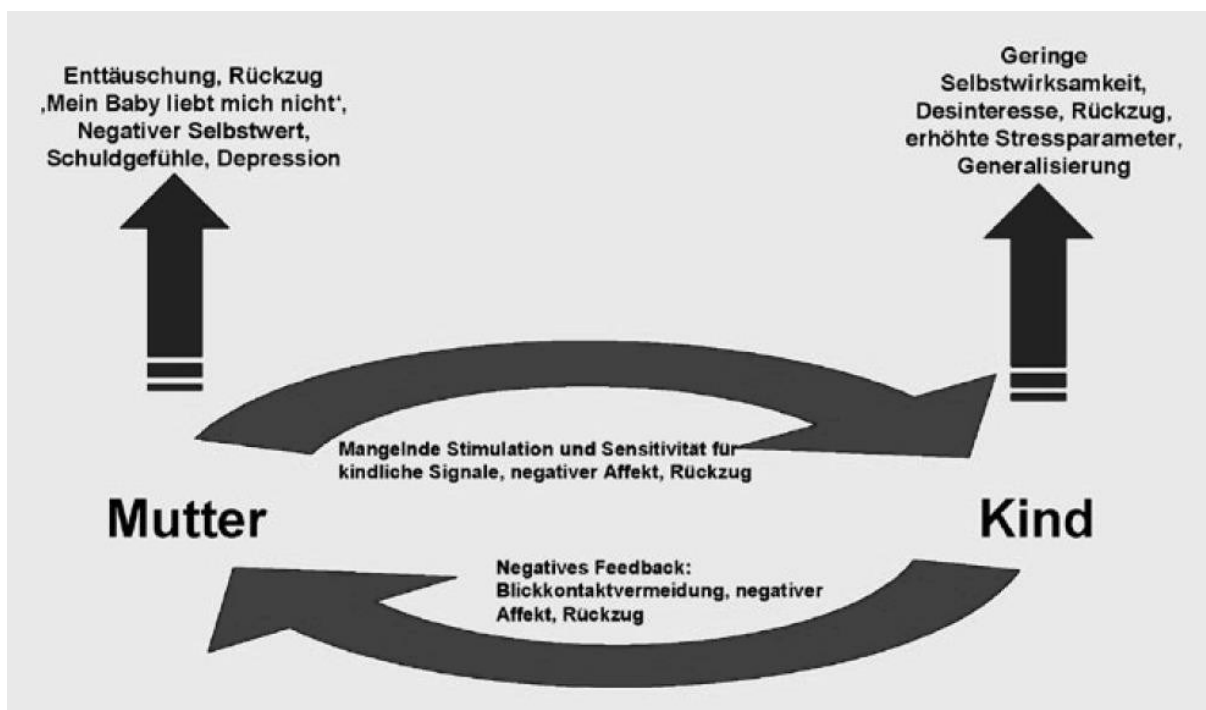 Enttäuschung, Rückzug
‚Mein Baby liebt mich nicht‘,
Negativer Selbstwert,
Schuldgefühle, Depression
Geringe
Selbstwirksamkeit,
Desinteresse, Rückzug,
erhöhte Stressparameter,
Generalisierung
Mangelnde Stimulation und Sensitivität für
kindliche Signale, negativer Affekt, Rückzug
Mutter
Kind
Negatives Feedback:
Blickkontaktvermeidung, negativer
Affekt, Rückzug